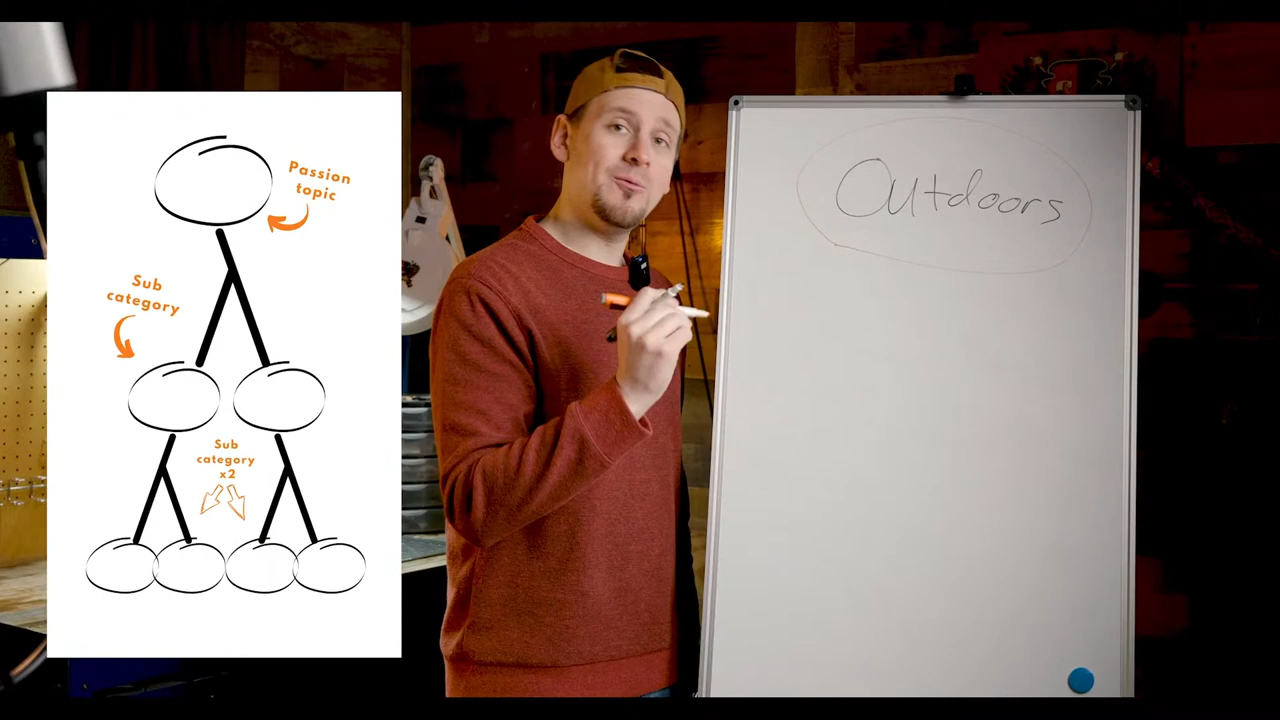 Passion
topic
Sub
category
Sub
category
x2
Outdoors